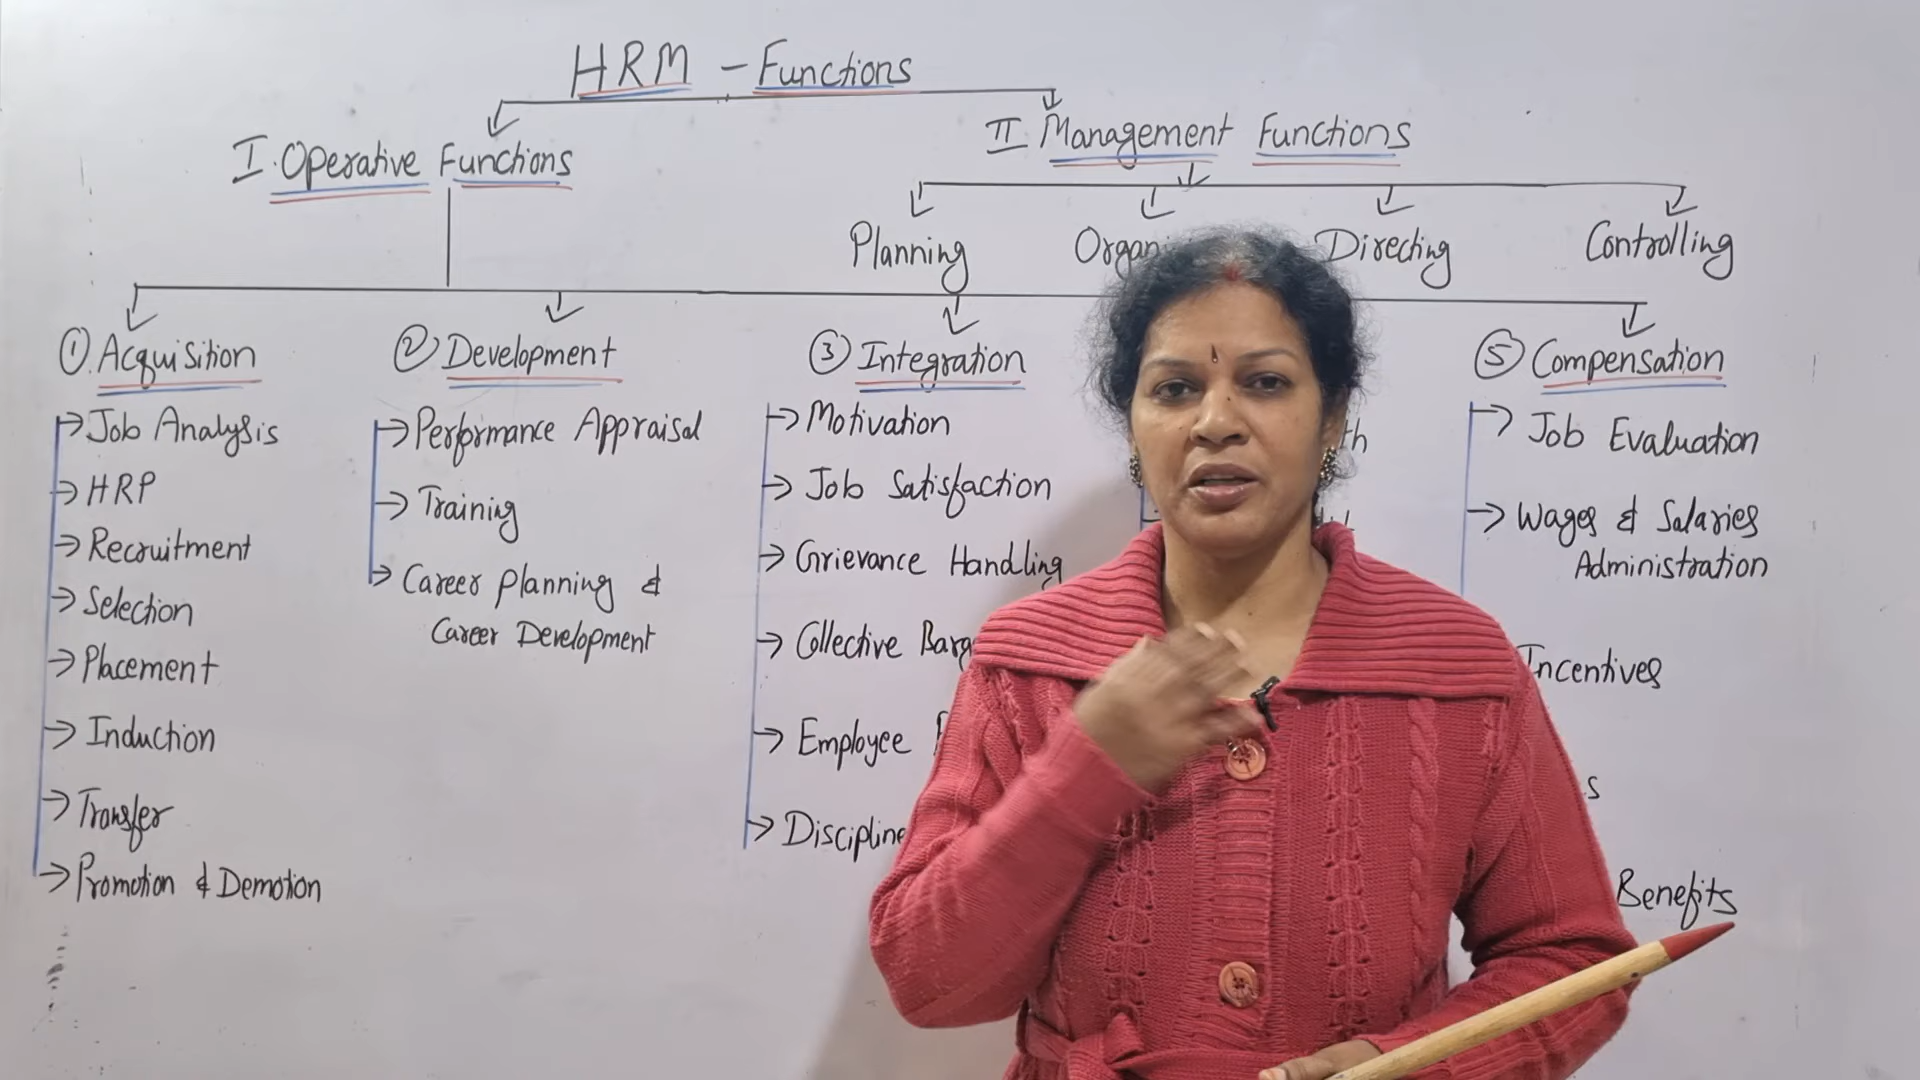 HRM - Functions
I. Operative Functions
II Management Functions
Planning
Directing
Controlling
① Acquisition
Job Analysis
HRP
Recruitment
Selection
Placement
Induction
Transfer
Promotion & Demotion
② Development
Performance Appraisal
Training
Career Planning &
Career Development
③ Integration
Motivation
Job Satisfaction
Grievance Handling
Collective
Employee
Discipline
⑤ Compensation
Job Evaluation
Wages & Salaries
Administration
Incentives
Benefits